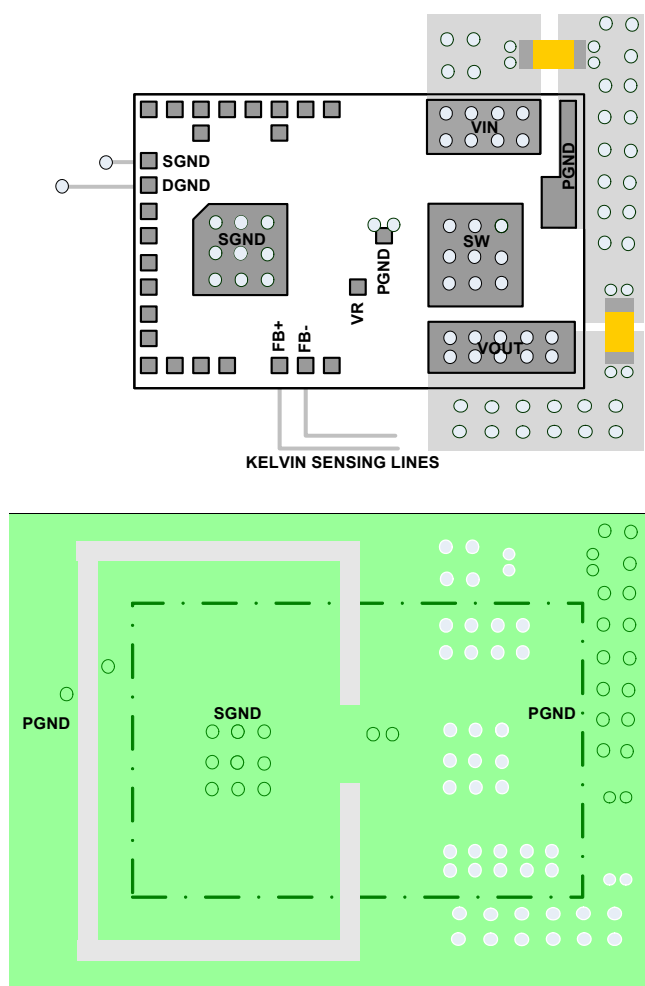 VIN
PGND
SGND
DGND
SGND
SW
PGND
VR
FB+
FB-
VOUT
KELVIN SENSING LINES
SGND
PGND
PGND